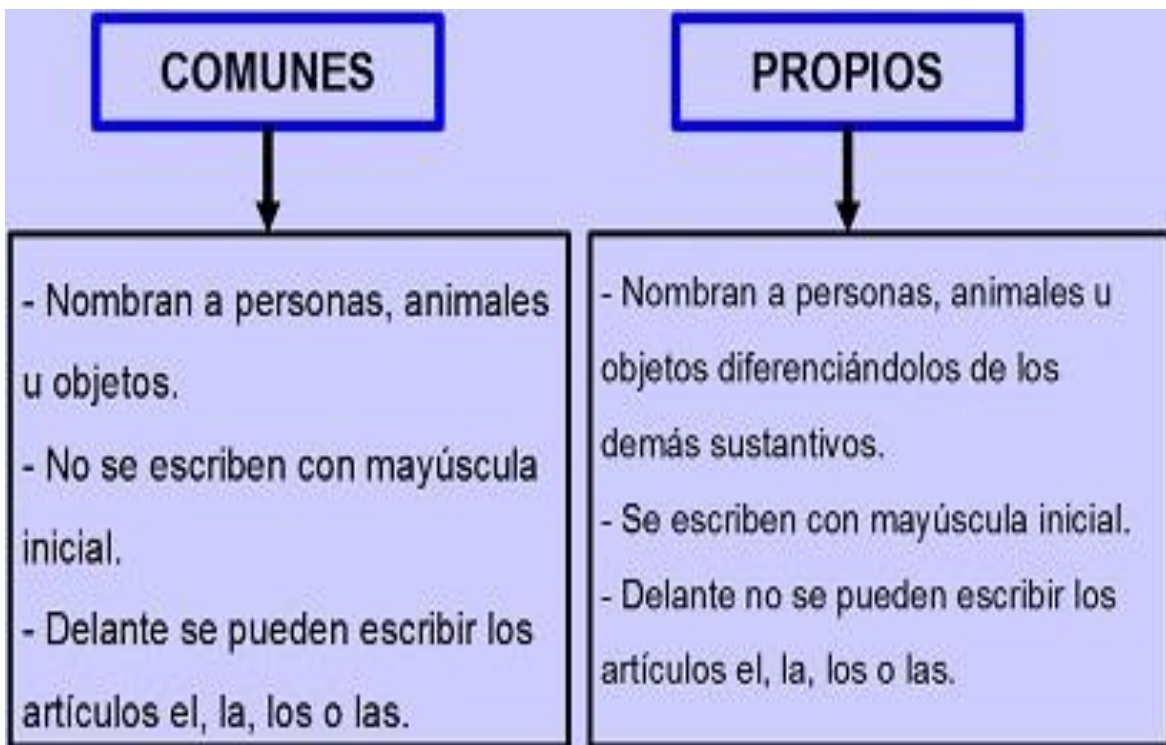 COMUNES
- Nombran a personas, animales
u objetos.
- No se escriben con mayúscula
inicial.
- Delante se pueden escribir los
artículos el, la, los o las.
PROPIOS
- Nombran a personas, animales u
objetos diferenciándolos de los
demás sustantivos.
- Se escriben con mayúscula inicial.
- Delante no se pueden escribir los
artículos el, la, los o las.